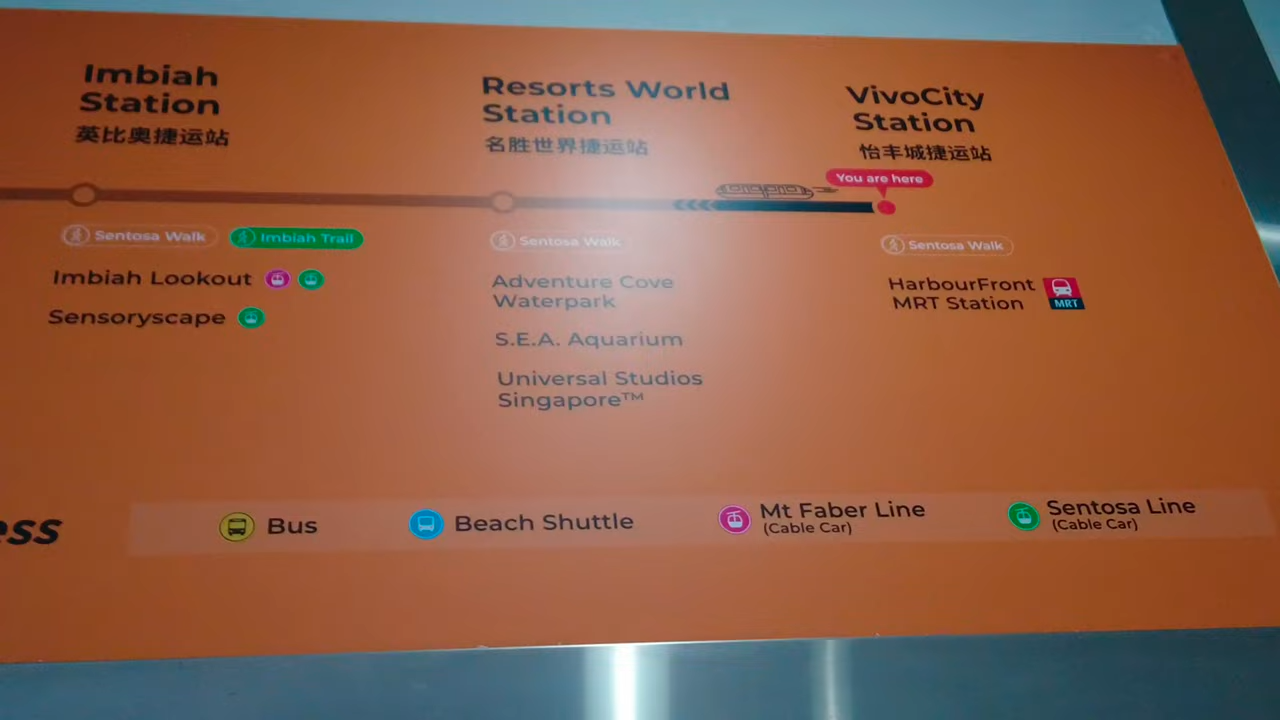 Imbiah
Station
英比奥捷运站
Resorts World
Station
名胜世界捷运站
VivoCity
Station
怡丰城捷运站
You are here
Sentosa Walk
Imbiah Trail
Imbiah Lookout
Sensoryscape
Sentosa Walk
Adventure Cove
Waterpark
S.E.A. Aquarium
Universal Studios
Singapore™
Sentosa Walk
HarbourFront
MRT Station
MRT
ess
Bus
Beach Shuttle
Mt Faber Line
(Cable Car)
Sentosa Line
(Cable Car)